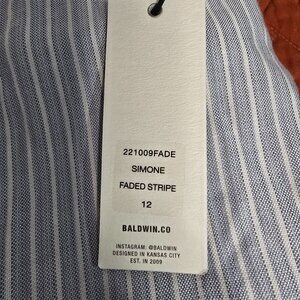 221009FADE
SIMONE
FADED STRIPE
12
BALDWIN.CO
INSTAGRAM: @BALDWIN
DESIGNED IN KANSAS CITY
EST. IN 2009